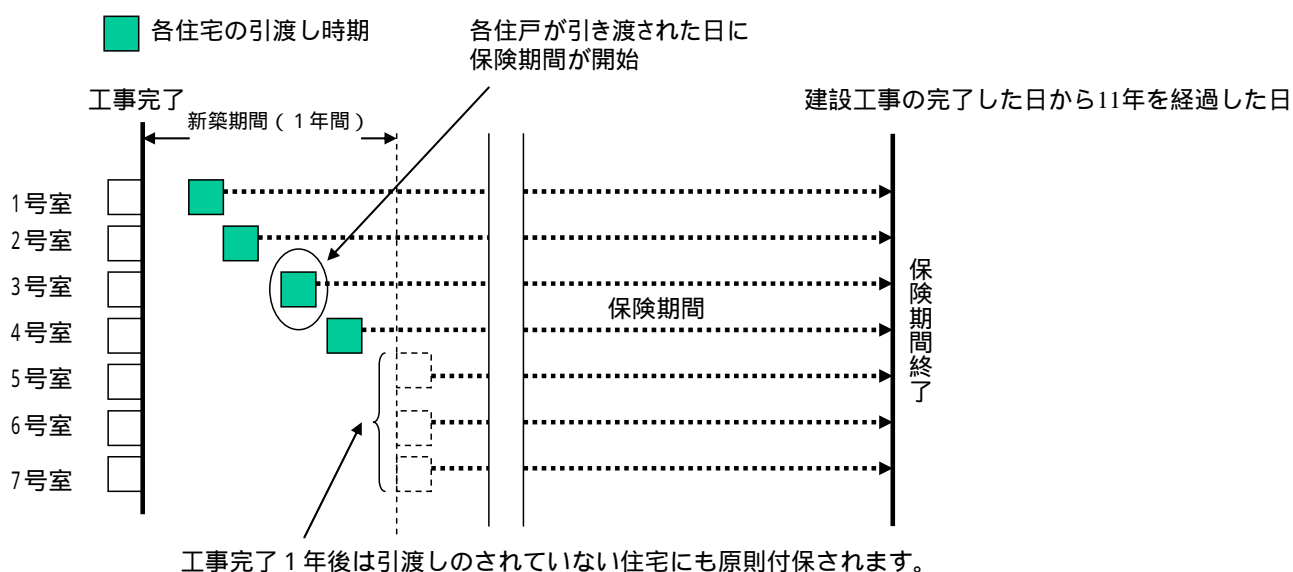 各住宅の引渡し時期
各住戸が引き渡された日に
保険期間が開始
工事完了
建設工事の完了した日から11年を経過した日
新築期間（１年間）
1号室
2号室
3号室
4号室
5号室
6号室
7号室
保険期間
保険期間終了
工事完了１年後は引渡しのされていない住宅にも原則付保されます。